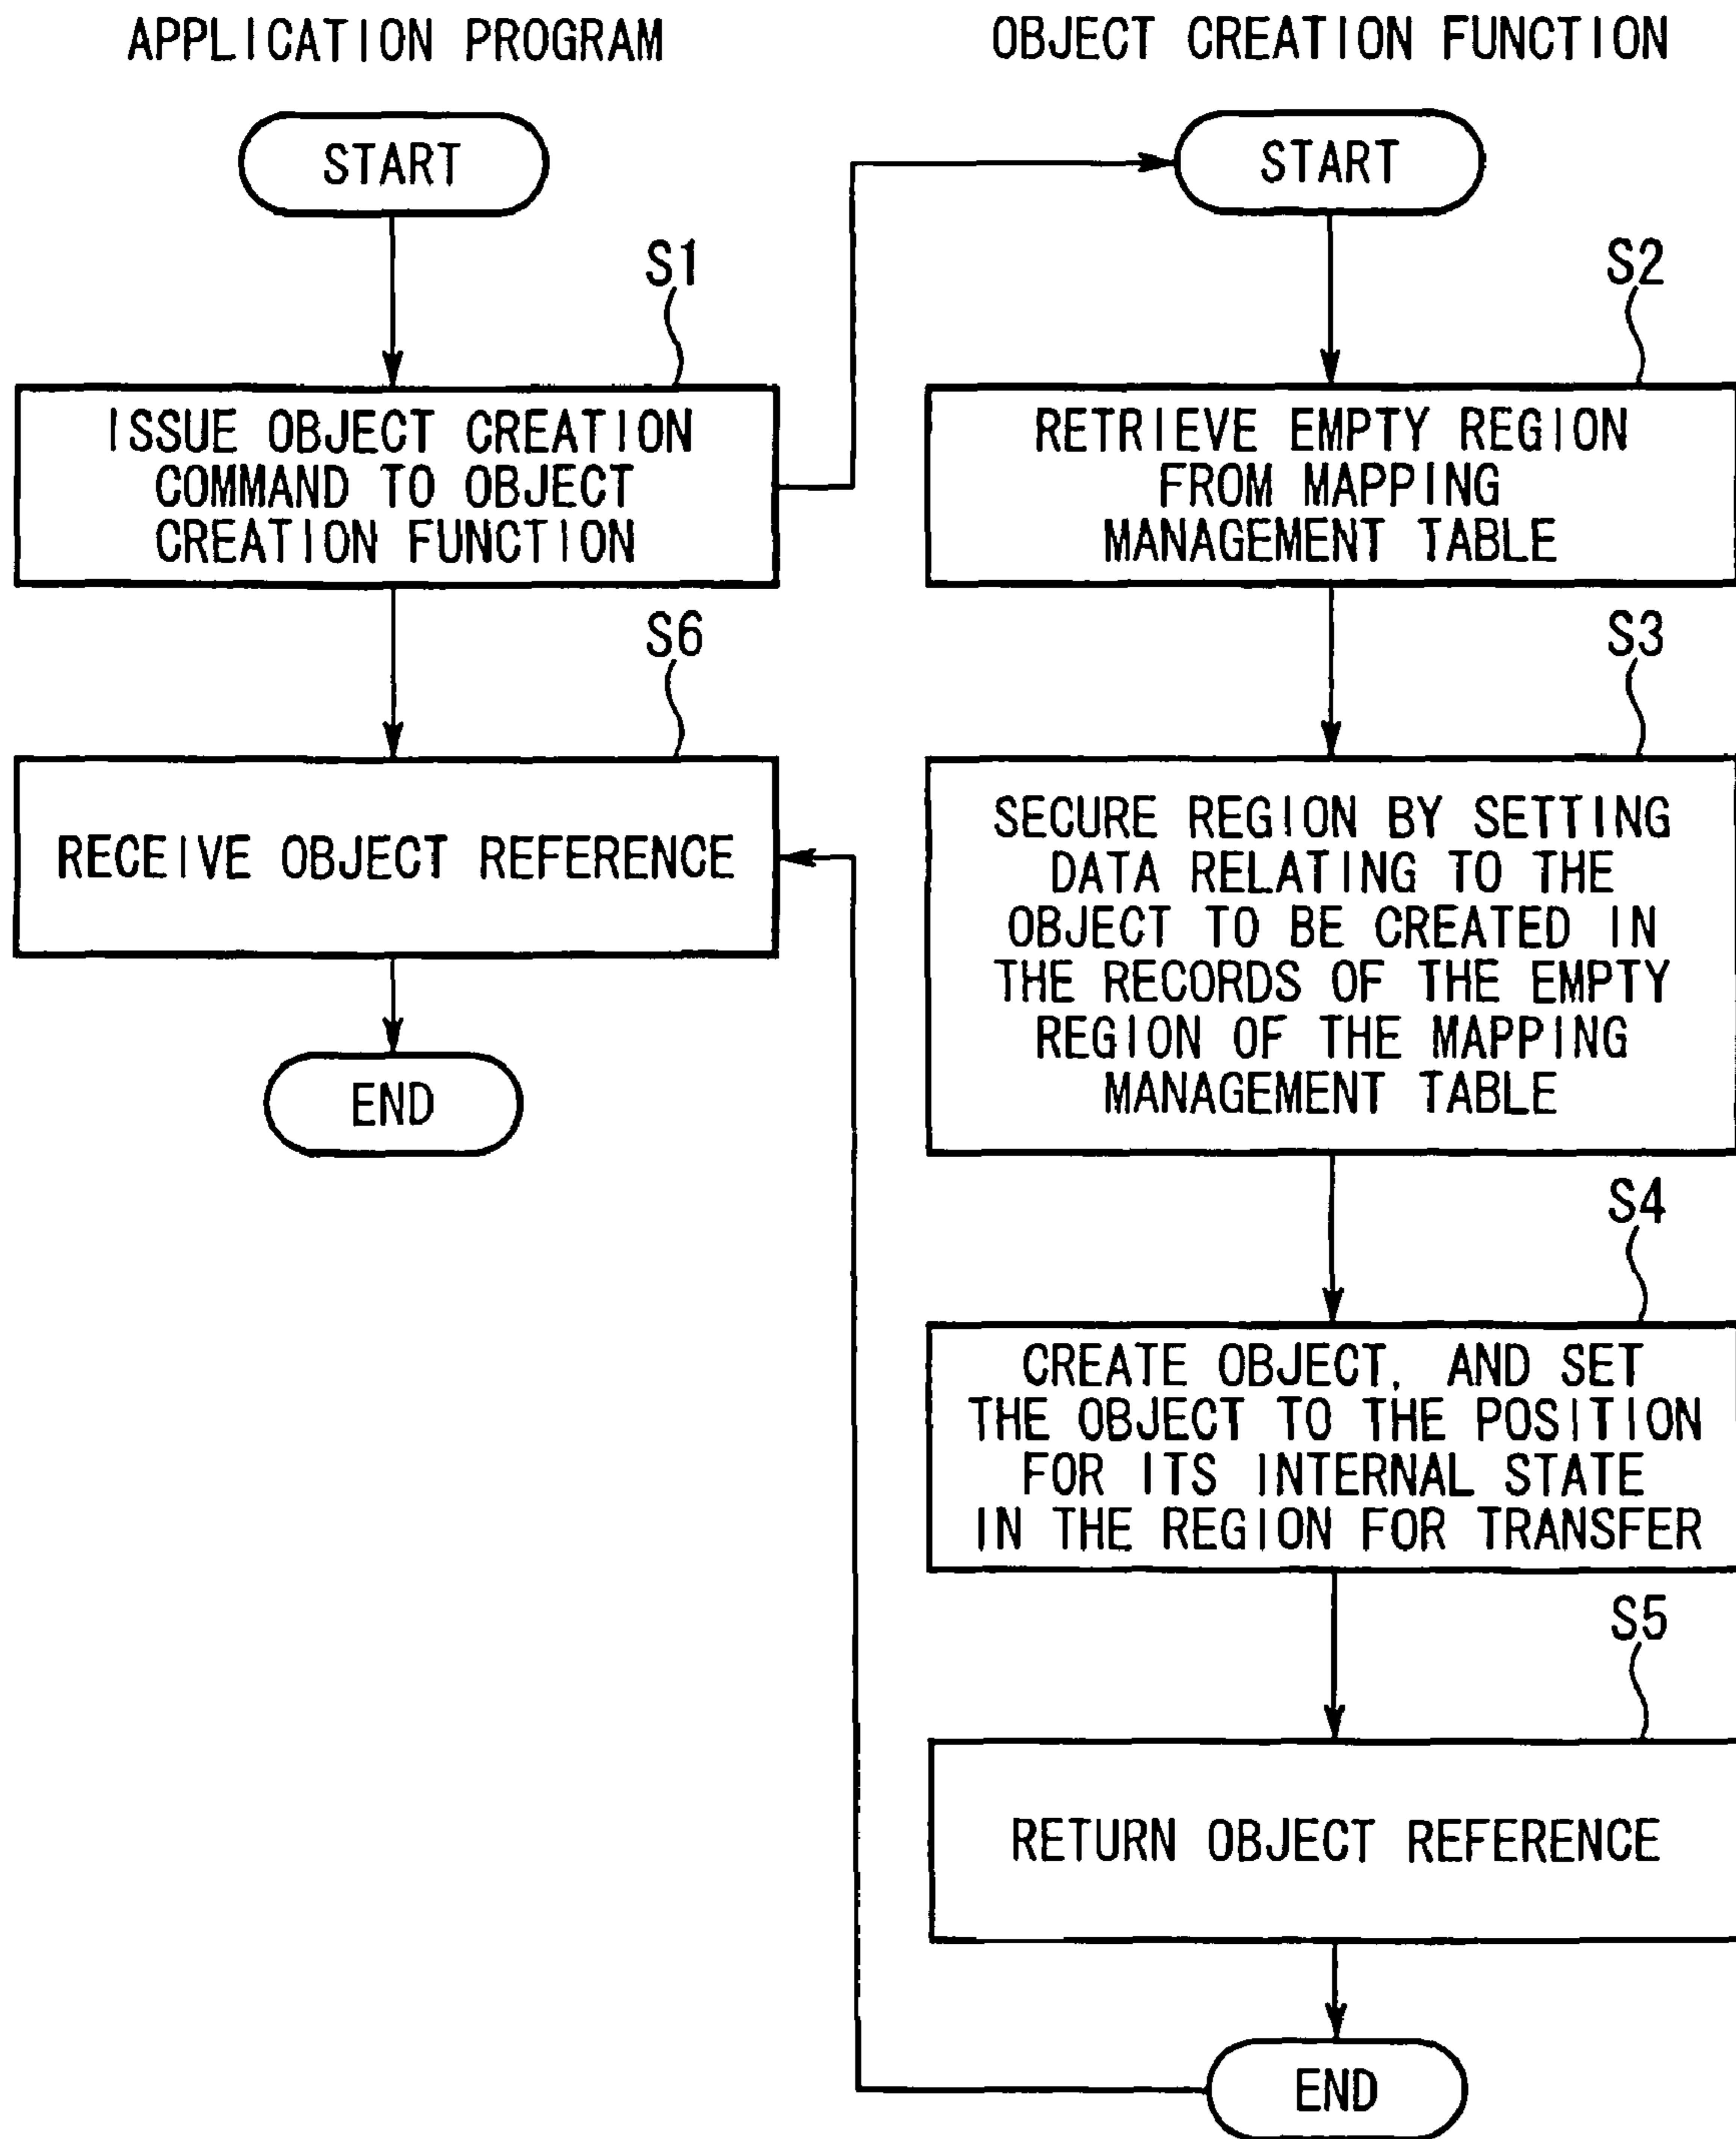 APPLICATION PROGRAM
START
S1
ISSUE OBJECT CREATION
COMMAND TO OBJECT
CREATION FUNCTION
S6
RECEIVE OBJECT REFERENCE
END
OBJECT CREATION FUNCTION
START
S2
RETRIEVE EMPTY REGION
FROM MAPPING
MANAGEMENT TABLE
S3
SECURE REGION BY SETTING
DATA RELATING TO THE
OBJECT TO BE CREATED IN
THE RECORDS OF THE EMPTY
REGION OF THE MAPPING
MANAGEMENT TABLE
S4
CREATE OBJECT, AND SET
THE OBJECT TO THE POSITION
FOR ITS INTERNAL STATE
IN THE REGION FOR TRANSFER
S5
RETURN OBJECT REFERENCE
END